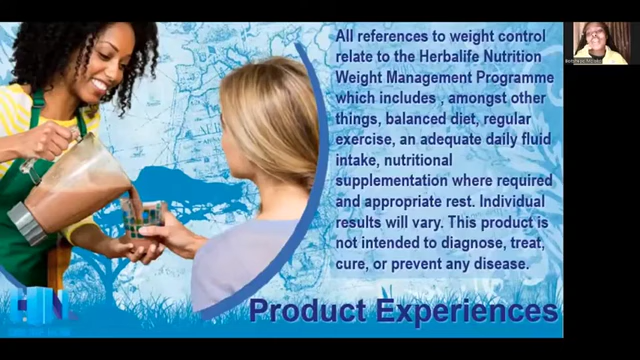 All references to weight control
relate to the Herbalife Nutrition
Weight Management Programme
which includes , amongst other
things, balanced diet, regular
exercise, an adequate daily fluid
intake, nutritional
supplementation where required
and appropriate rest. Individual
results will vary. This product is
not intended to diagnose, treat,
cure, or prevent any disease.
Product Experiences